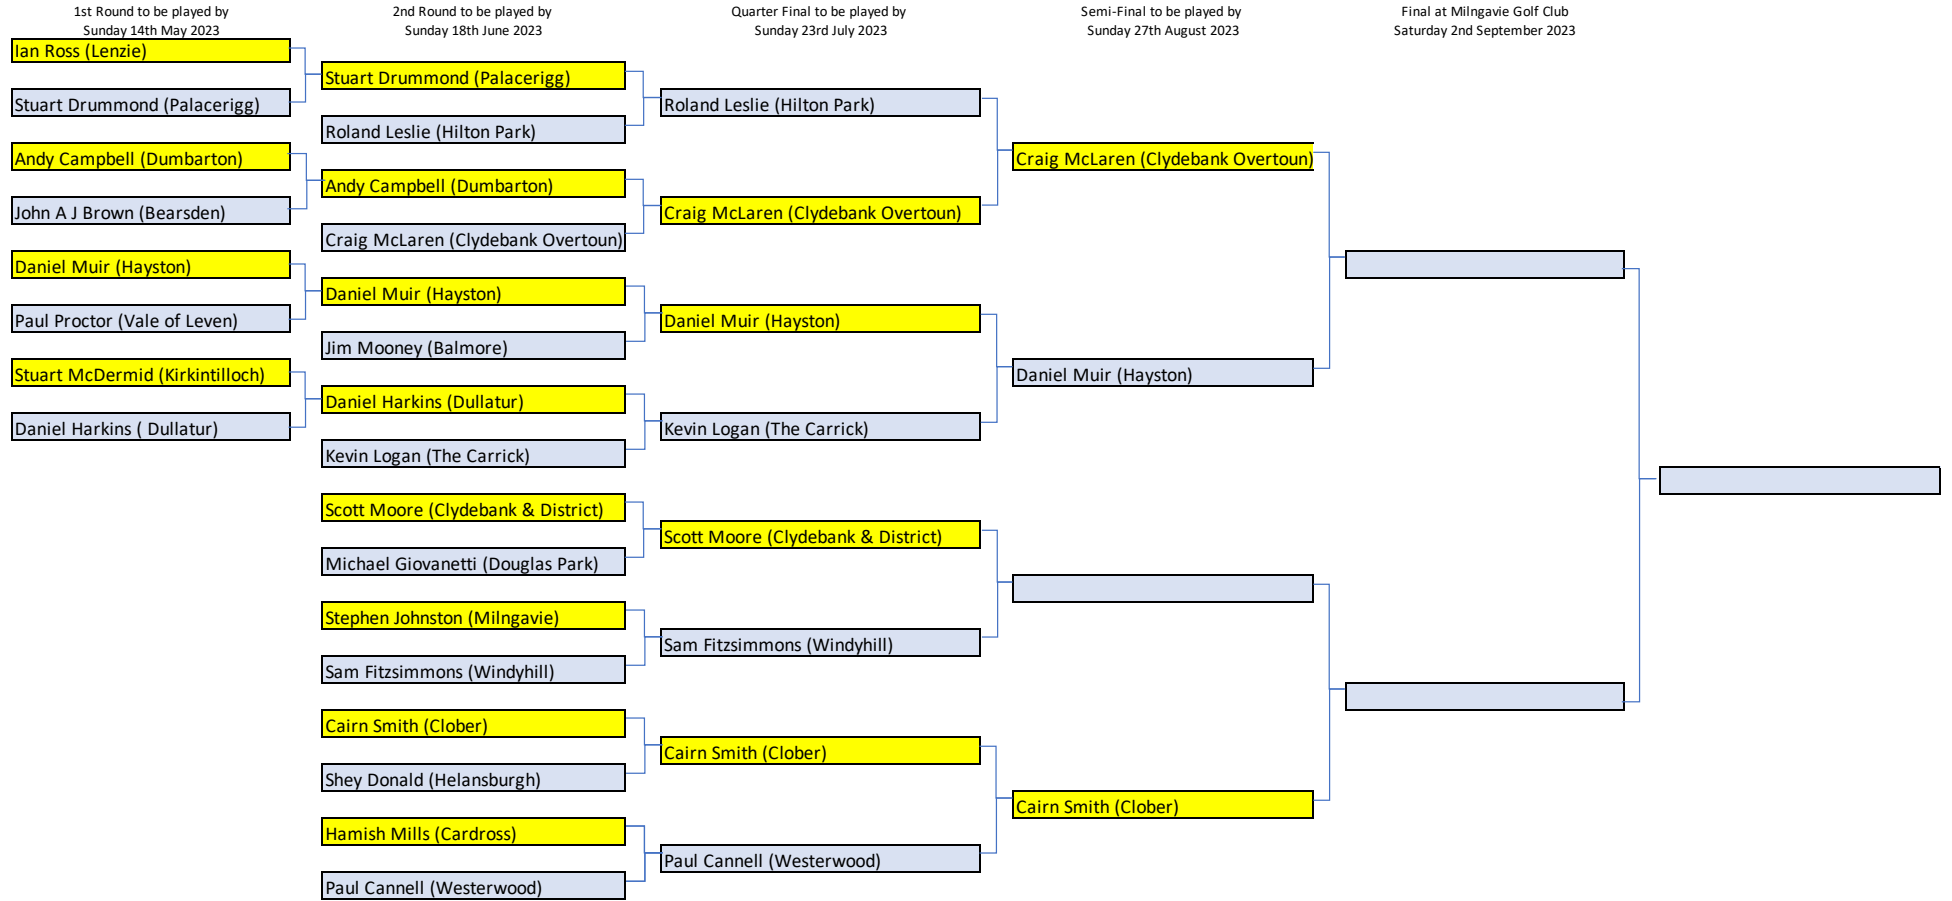 1st Round to be played by
Sunday 14th May 2023
2nd Round to be played by
Sunday 18th June 2023
Quarter Final to be played by
Sunday 23rd July 2023
Semi-Final to be played by
Sunday 27th August 2023
Final at Milngavie Golf Club
Saturday 2nd September 2023
Ian Ross (Lenzie)
Stuart Drummond (Palacerigg)
Andy Campbell (Dumbarton)
John A J Brown (Bearsden)
Daniel Muir (Hayston)
Paul Proctor (Vale of Leven)
Stuart McDermid (Kirkintilloch)
Daniel Harkins ( Dullatur)
Stuart Drummond (Palacerigg)
Roland Leslie (Hilton Park)
Andy Campbell (Dumbarton)
Craig McLaren (Clydebank Overtoun)
Daniel Muir (Hayston)
Jim Mooney (Balmore)
Daniel Harkins (Dullatur)
Kevin Logan (The Carrick)
Scott Moore (Clydebank & District)
Michael Giovanetti (Douglas Park)
Stephen Johnston (Milngavie)
Sam Fitzsimmons (Windyhill)
Cairn Smith (Clober)
Shey Donald (Helansburgh)
Hamish Mills (Cardross)
Paul Cannell (Westerwood)
Roland Leslie (Hilton Park)
Craig McLaren (Clydebank Overtoun)
Daniel Muir (Hayston)
Kevin Logan (The Carrick)
Scott Moore (Clydebank & District)
Sam Fitzsimmons (Windyhill)
Cairn Smith (Clober)
Paul Cannell (Westerwood)
Craig McLaren (Clydebank Overtoun)
Daniel Muir (Hayston)
Cairn Smith (Clober)